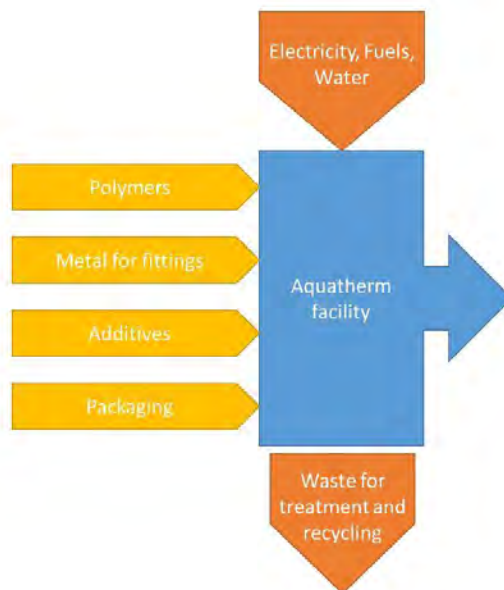 Electricity, Fuels,
Water
Polymers
Metal for fittings
Additives
Packaging
Aquatherm
facility
Waste for
treatment and
recycling